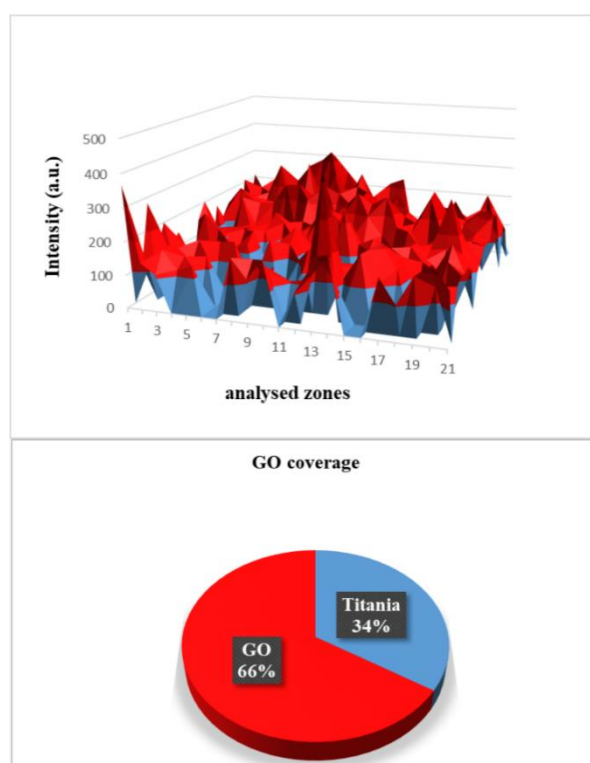 500
400
300
200
100
0
Intensity (a.u.)
1 3 5 7 9 11 13 15 17 19 21
analysed zones
GO coverage
Titania
34%
GO
66%